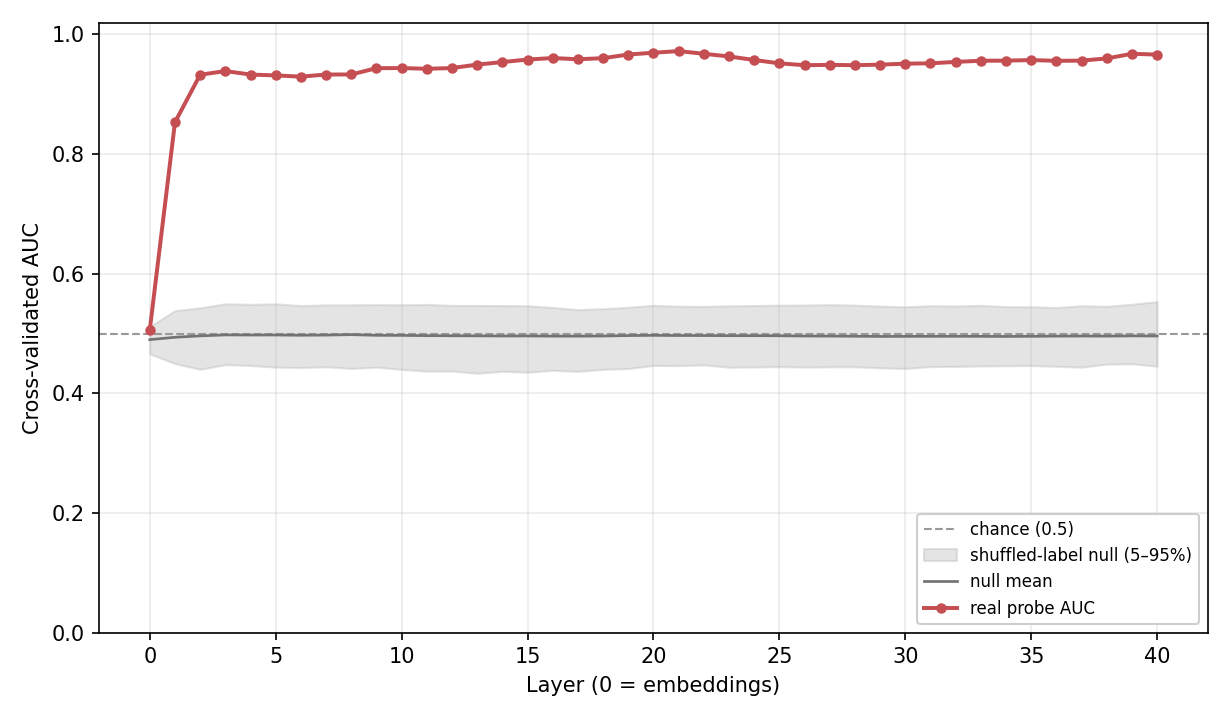 1.0
0.8
0.6
0.4
0.2
0.0
Cross-validated AUC
chance (0.5)
shuffled-label null (5–95%)
null mean
real probe AUC
0 5 10 15 20 25 30 35 40
Layer (0 = embeddings)